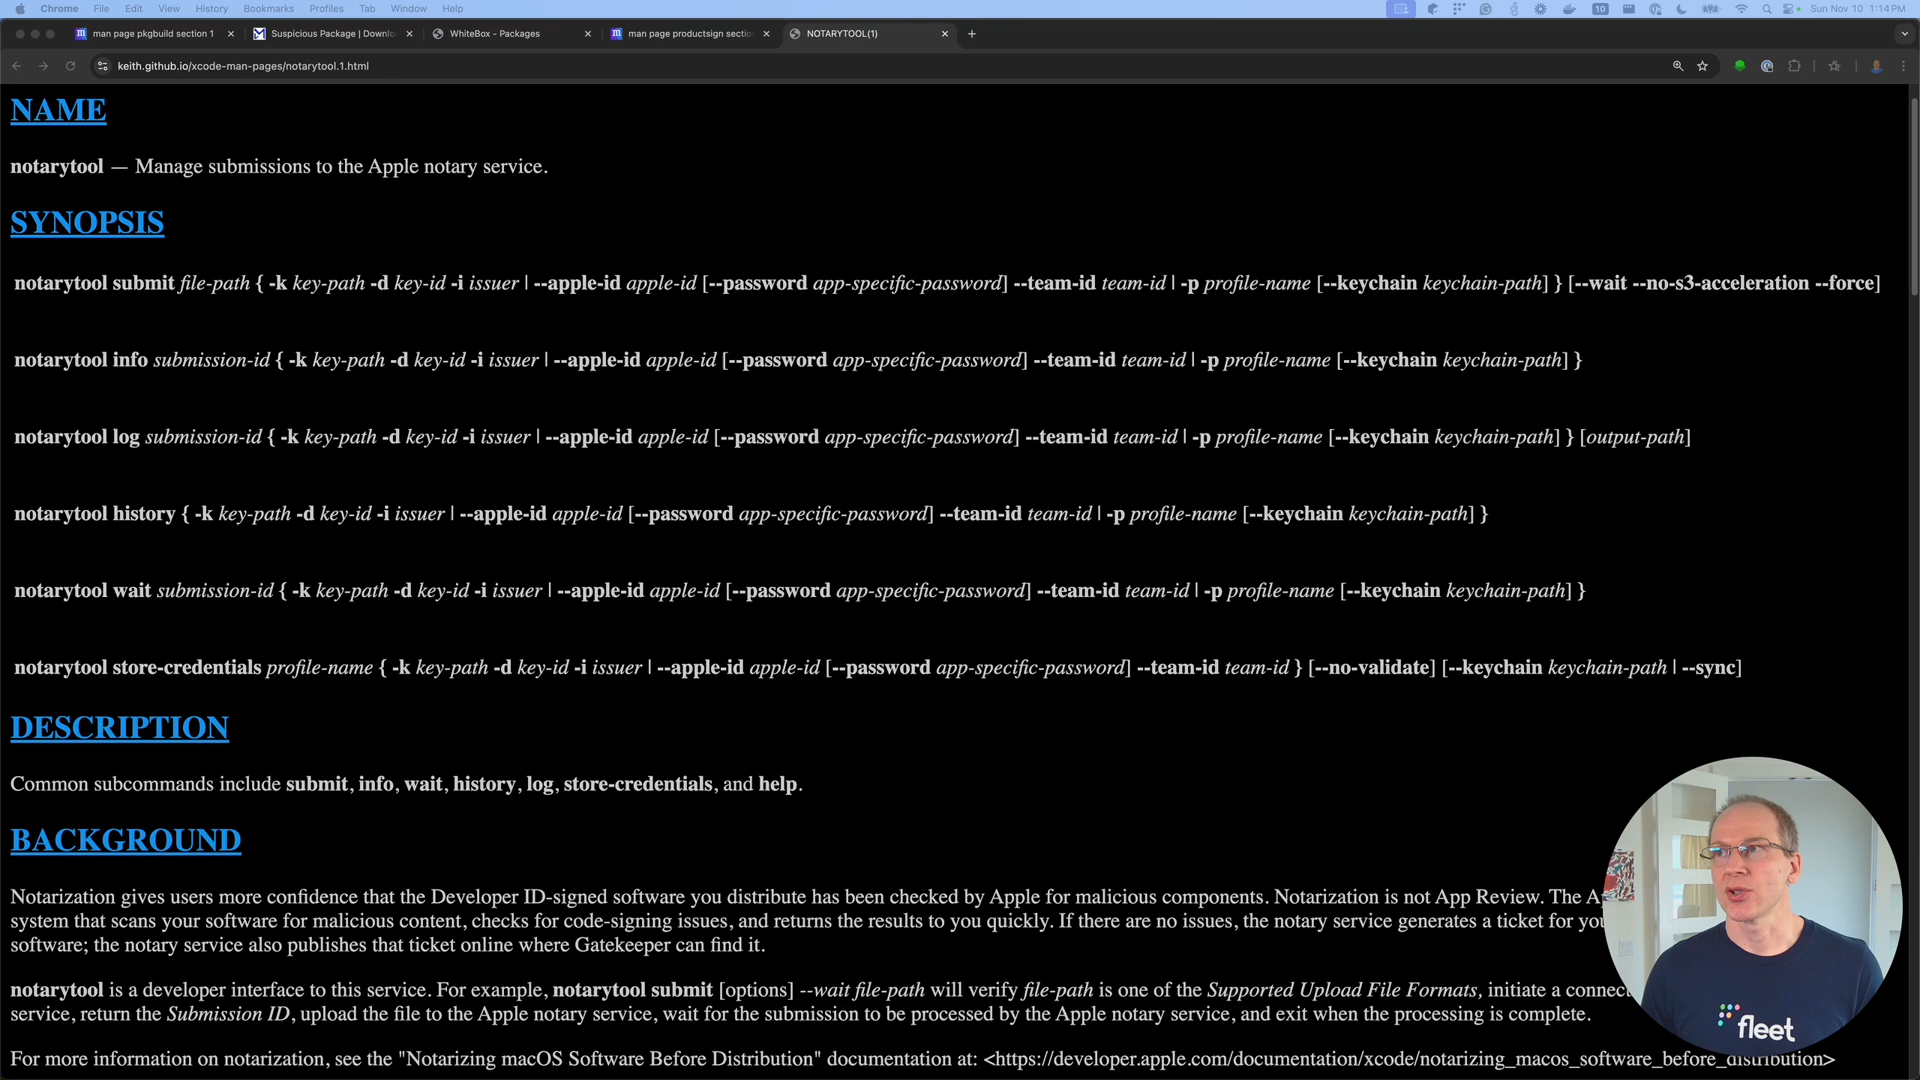 Chrome File Edit View History Bookmarks Profiles Tab Window Help 10 Sun Nov 10 1:14 PM
man page pkgbuild section 1 Suspicious Package | Downlo WhiteBox - Packages man page productsign sectio NOTARYTOOL(1)
keith.github.io/xcode-man-pages/notarytool.1.html
NAME
notarytool — Manage submissions to the Apple notary service.
SYNOPSIS
notarytool submit file-path { -k key-path -d key-id -i issuer | --apple-id apple-id [--password app-specific-password] --team-id team-id | -p profile-name [--keychain keychain-path] } [--wait --no-s3-acceleration --force]
notarytool info submission-id { -k key-path -d key-id -i issuer | --apple-id apple-id [--password app-specific-password] --team-id team-id | -p profile-name [--keychain keychain-path] }
notarytool log submission-id { -k key-path -d key-id -i issuer | --apple-id apple-id [--password app-specific-password] --team-id team-id | -p profile-name [--keychain keychain-path] } [output-path]
notarytool history { -k key-path -d key-id -i issuer | --apple-id apple-id [--password app-specific-password] --team-id team-id | -p profile-name [--keychain keychain-path] }
notarytool wait submission-id { -k key-path -d key-id -i issuer | --apple-id apple-id [--password app-specific-password] --team-id team-id | -p profile-name [--keychain keychain-path] }
notarytool store-credentials profile-name { -k key-path -d key-id -i issuer | --apple-id apple-id [--password app-specific-password] --team-id team-id } [--no-validate] [--keychain keychain-path | --sync]
DESCRIPTION
Common subcommands include submit, info, wait, history, log, store-credentials, and help.
BACKGROUND
Notarization gives users more confidence that the Developer ID-signed software you distribute has been checked by Apple for malicious components. Notarization is not App Review. The A
system that scans your software for malicious content, checks for code-signing issues, and returns the results to you quickly. If there are no issues, the notary service generates a ticket for you
software; the notary service also publishes that ticket online where Gatekeeper can find it.
notarytool is a developer interface to this service. For example, notarytool submit [options] --wait file-path will verify file-path is one of the Supported Upload File Formats, initiate a connect
service, return the Submission ID, upload the file to the Apple notary service, wait for the submission to be processed by the Apple notary service, and exit when the processing is complete.
For more information on notarization, see the "Notarizing macOS Software Before Distribution" documentation at: <https://developer.apple.com/documentation/xcode/notarizing_macos_software_before_distribution>
fleet